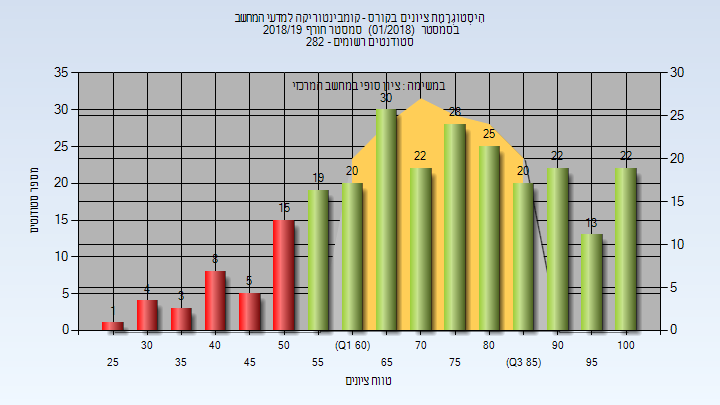 היסטוגרמת ציונים בקורס - קומבינטוריקה למדעי המחשב
בסמסטר (01/2018) סמסטר חורף 2018/19
סטודנטים רשומים - 282
במשימה : ציון סופי במחשב המרכזי
מספר סטודנטים
35 30 25 20 15 10 5 0
30 25 20 15 10 5 0
1 4 3 8 5 15 19 20 30 22 28 25 20 22 13 22
30 40 50 (Q1 60) 70 80 90 100
25 35 45 55 65 75 (Q3 85) 95
טווח ציונים